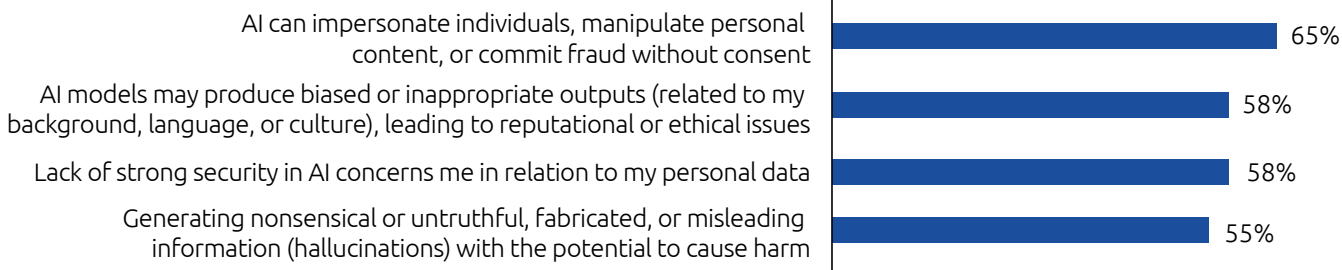 AI can impersonate individuals, manipulate personal
content, or commit fraud without consent
65%
AI models may produce biased or inappropriate outputs (related to my
background, language, or culture), leading to reputational or ethical issues
58%
Lack of strong security in AI concerns me in relation to my personal data
58%
Generating nonsensical or untruthful, fabricated, or misleading
information (hallucinations) with the potential to cause harm
55%